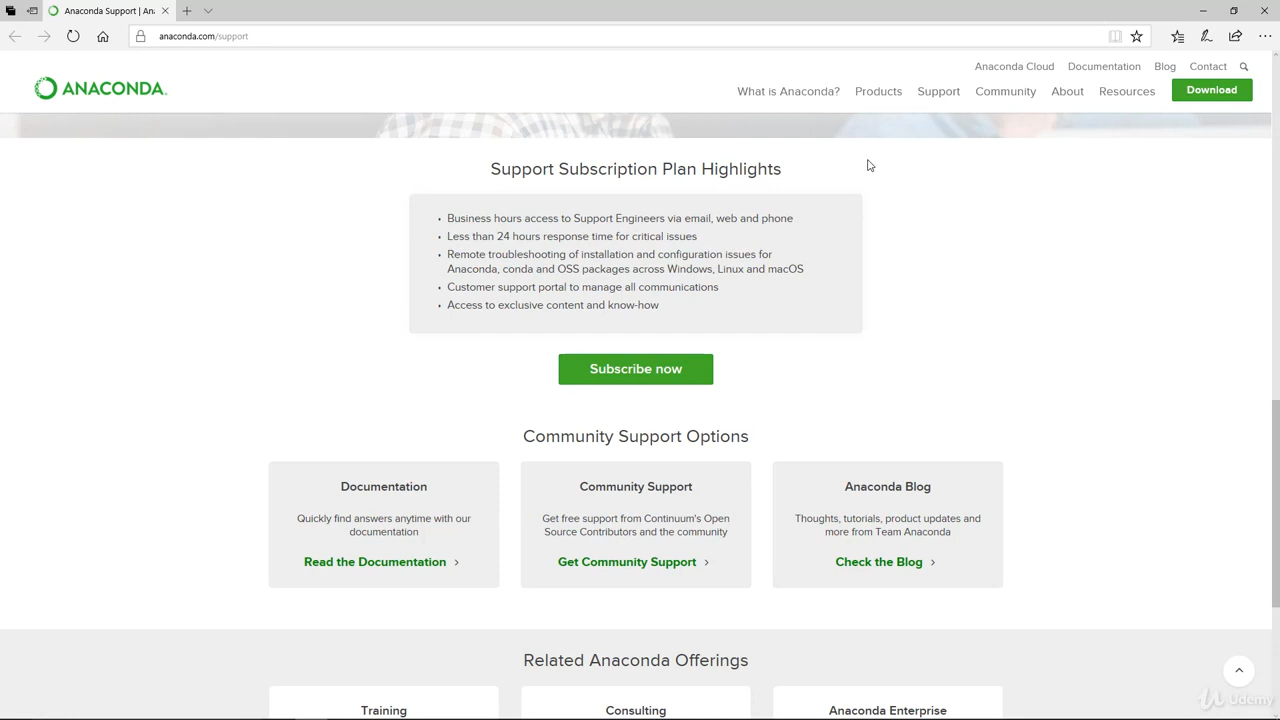 Anaconda Support | An
anaconda.com/support
Anaconda Cloud Documentation Blog Contact
ANACONDA.
What is Anaconda? Products Support Community About Resources Download
Support Subscription Plan Highlights
• Business hours access to Support Engineers via email, web and phone
• Less than 24 hours response time for critical issues
• Remote troubleshooting of installation and configuration issues for
Anaconda, conda and OSS packages across Windows, Linux and macOS
• Customer support portal to manage all communications
• Access to exclusive content and know-how
Subscribe now
Community Support Options
Documentation
Quickly find answers anytime with our
documentation
Read the Documentation >
Community Support
Get free support from Continuum's Open
Source Contributors and the community
Get Community Support >
Anaconda Blog
Thoughts, tutorials, product updates and
more from Team Anaconda
Check the Blog >
Related Anaconda Offerings
Training Consulting Anaconda Enterprise
Udemy